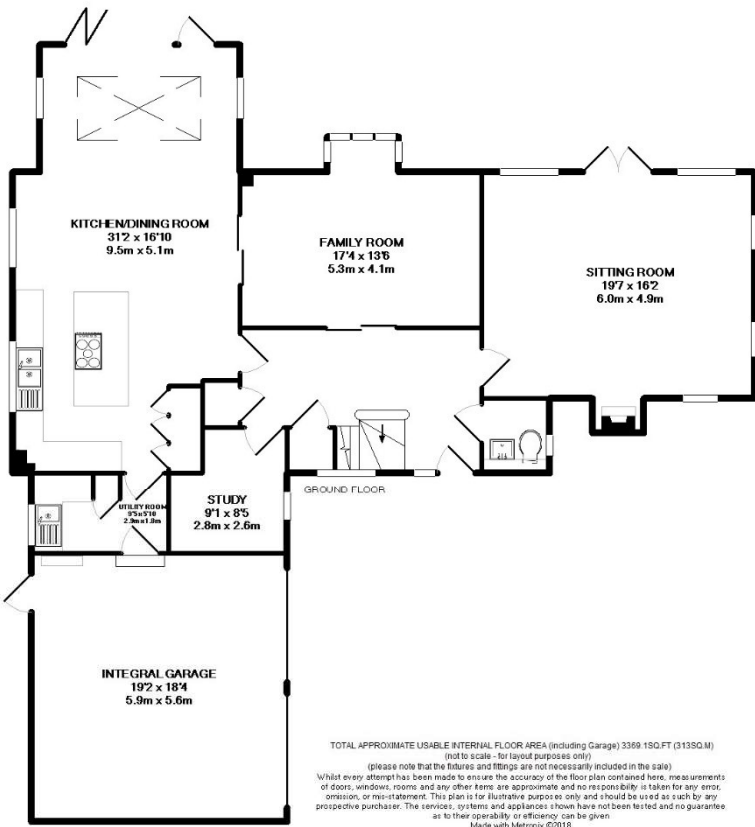 KITCHEN/DINING ROOM
31'2 x 16'10
9.5m x 5.1m
FAMILY ROOM
17'4 x 13'6
5.3m x 4.1m
SITTING ROOM
19'7 x 16'2
6.0m x 4.9m
GROUND FLOOR
UTILITY ROOM
9'5 x 5'10
2.9m x 1.8m
STUDY
9'1 x 8'5
2.8m x 2.6m
INTEGRAL GARAGE
19'2 x 18'4
5.9m x 5.6m
TOTAL APPROXIMATE USABLE INTERNAL FLOOR AREA (including Garage) 3369.1SQ.FT (313SQ.M)
(not to scale - for layout purposes only)
(please note that the fixtures and fittings are not necessarily included in the sale)
Whilst every attempt has been made to ensure the accuracy of the floor plan contained here, measurements
of doors, windows, rooms and any other items are approximate and no responsibility is taken for any error,
omission, or mis-statement. This plan is for illustrative purposes only and should be used as such by any
prospective purchaser. The services, systems and appliances shown have not been tested and no guarantee
as to their operability or efficiency can be given
Made with Metropix ©2018